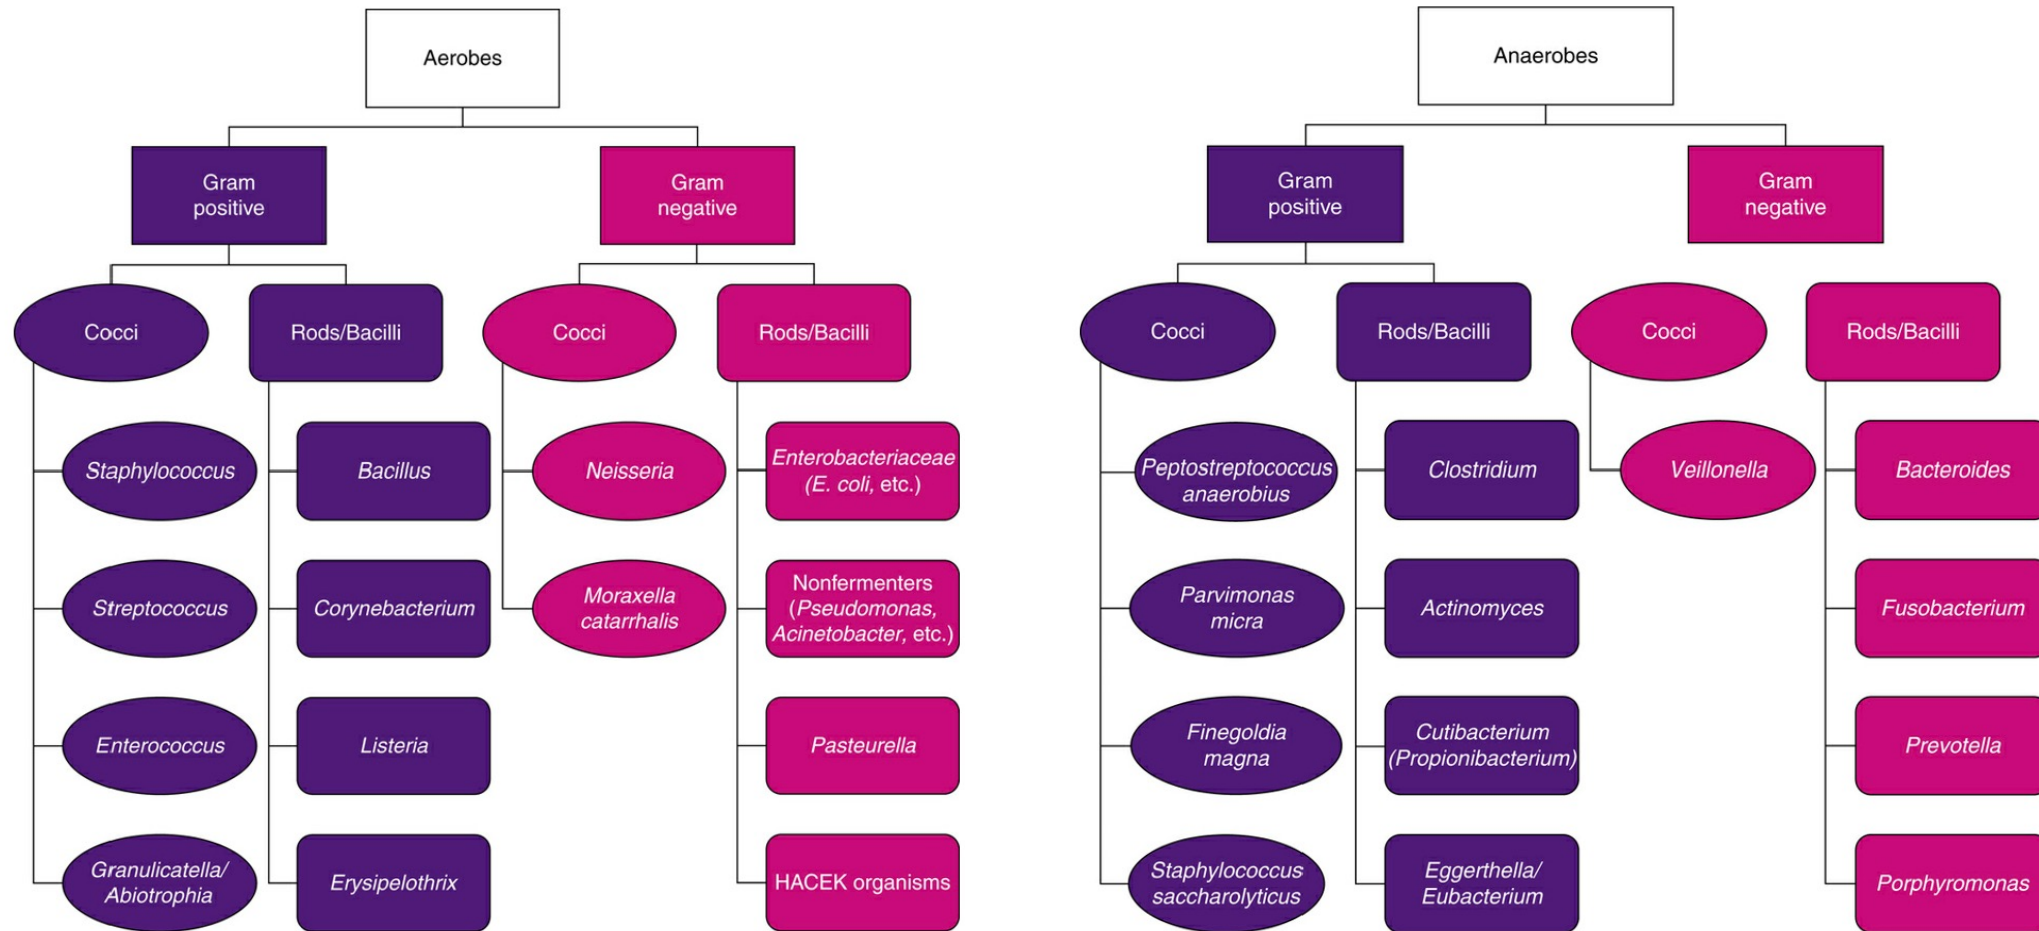 Aerobes
Gram
positive
Gram
negative
Cocci
Rods/Bacilli
Cocci
Rods/Bacilli
Staphylococcus
Bacillus
Neisseria
Enterobacteriaceae
(E. coli, etc.)
Streptococcus
Corynebacterium
Moraxella
catarrhalis
Nonfermenters
(Pseudomonas,
Acinetobacter, etc.)
Enterococcus
Listeria
Pasteurella
Granulicatella/
Abiotrophia
Erysipelothrix
HACEK organisms
Anaerobes
Gram
positive
Gram
negative
Cocci
Rods/Bacilli
Cocci
Rods/Bacilli
Peptostreptococcus
anaerobius
Clostridium
Veillonella
Bacteroides
Parvimonas
micra
Actinomyces
Fusobacterium
Finegoldia
magna
Cutibacterium
(Propionibacterium)
Prevotella
Staphylococcus
saccharolyticus
Eggerthella/
Eubacterium
Porphyromonas